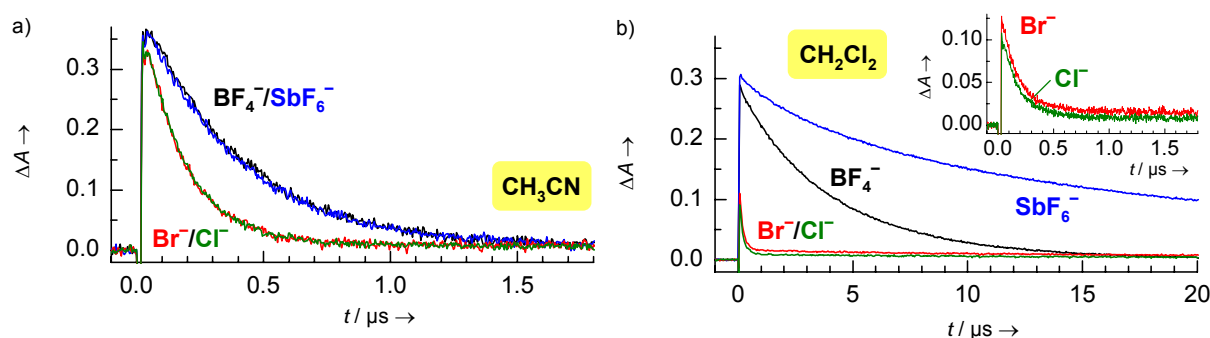 a)
ΔA →
0.3
0.2
0.1
0.0
BF₄⁻/SbF₆⁻
Br⁻/Cl⁻
CH₃CN
0.0
0.5
1.0
1.5
t / µs →
b)
ΔA →
0.3
0.2
0.1
0.0
CH₂Cl₂
BF₄⁻
SbF₆⁻
Br⁻/Cl⁻
0
5
10
15
20
t / µs →
ΔA →
0.10
0.05
0.00
Br⁻
Cl⁻
0.0
0.5
1.0
1.5
t / µs →